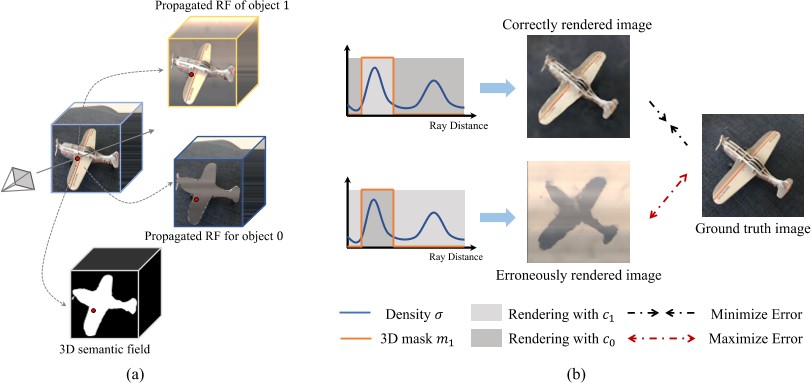 Propagated RF of object 1
Propagated RF for object 0
3D semantic field
(a)
Correctly rendered image
Ray Distance
Ray Distance
Erroneously rendered image
Ground truth image
Density σ
Rendering with c₁
Minimize Error
3D mask m₁
Rendering with c₀
Maximize Error
(b)